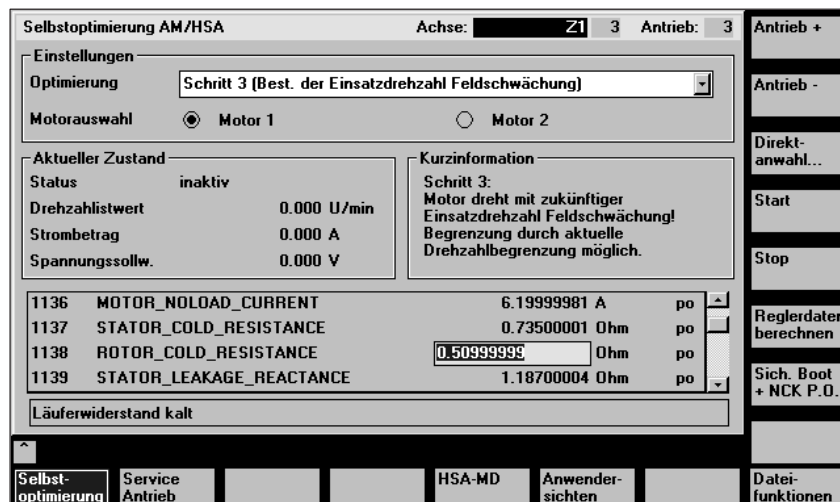 Selbstoptimierung AM/HSA Achse: Z1 3 Antrieb: 3
Einstellungen
Optimierung Schritt 3 (Best. der Einsatzdrehzahl Feldschwächung)
Motorauswahl Motor 1 Motor 2
Aktueller Zustand
Status inaktiv
Drehzahlistwert 0.000 U/min
Strombetrag 0.000 A
Spannungssollw. 0.000 V
Kurzinformation
Schritt 3:
Motor dreht mit zukünftiger
Einsatzdrehzahl Feldschwächung!
Begrenzung durch aktuelle
Drehzahlbegrenzung möglich.
1136 MOTOR_NOLOAD_CURRENT 6.19999981 A po
1137 STATOR_COLD_RESISTANCE 0.73500001 Ohm po
1138 ROTOR_COLD_RESISTANCE 0.50999999 Ohm po
1139 STATOR_LEAKAGE_REACTANCE 1.18700004 Ohm po
Läuferwiderstand kalt
Antrieb +
Antrieb -
Direkt-
anwahl...
Start
Stop
Reglerdaten
berechnen
Sich. Boot
+ NCK P.O.
^
Selbst-
optimierung
Service
Antrieb
HSA-MD
Anwender-
sichten
Datei-
funktionen